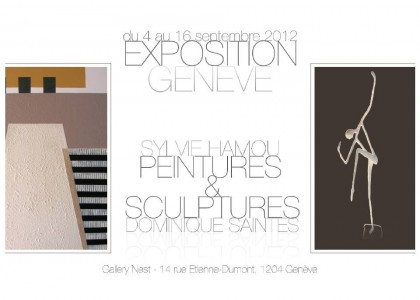 du 4 au 16 septembre 2012
EXPOSITION
GENEVE
SYLVIE HAMOU
PEINTURES
&
SCULPTURES
DOMINIQUE SAINTES
Gallery Nest - 14 rue Etienne-Dumont, 1204 Genève